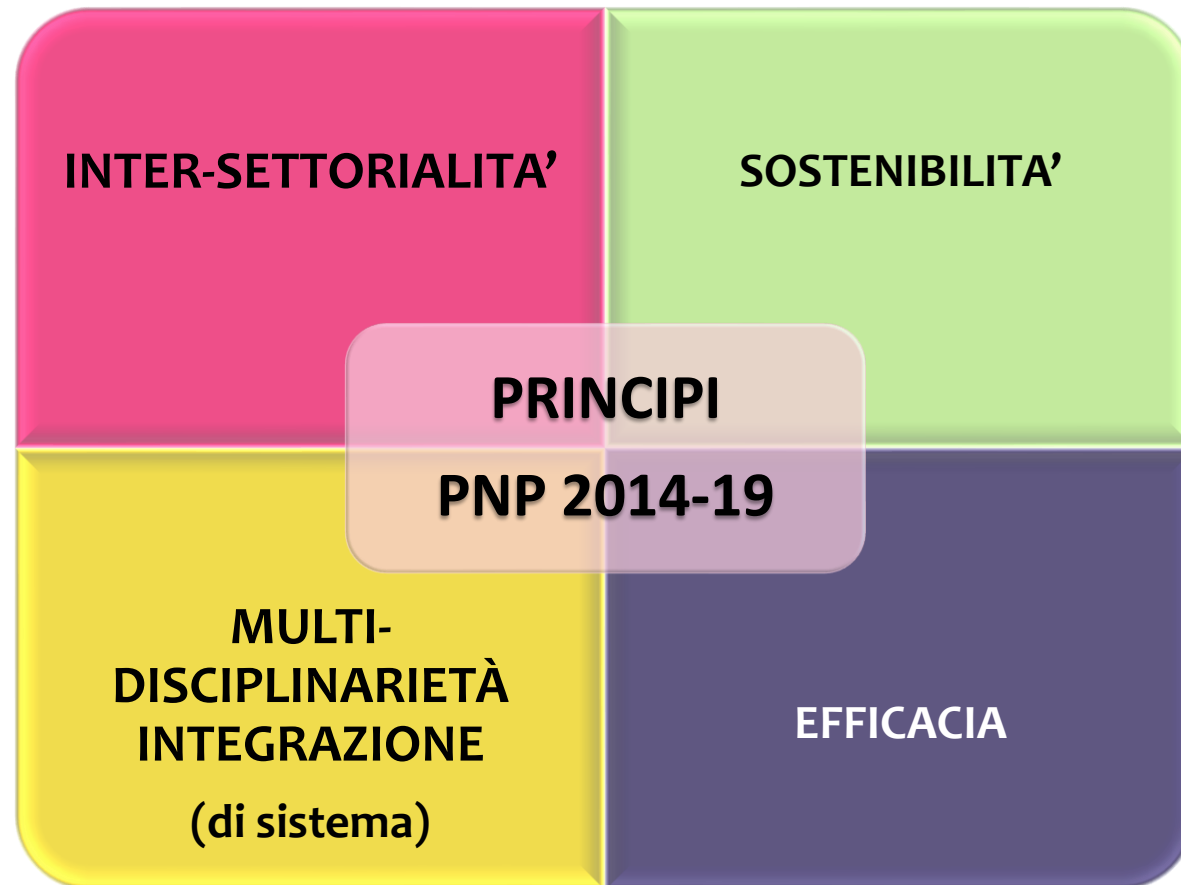 INTER-SETTORIALITA’
SOSTENIBILITA’
PRINCIPI
PNP 2014-19
MULTI-
DISCIPLINARIETÀ
INTEGRAZIONE
(di sistema)
EFFICACIA